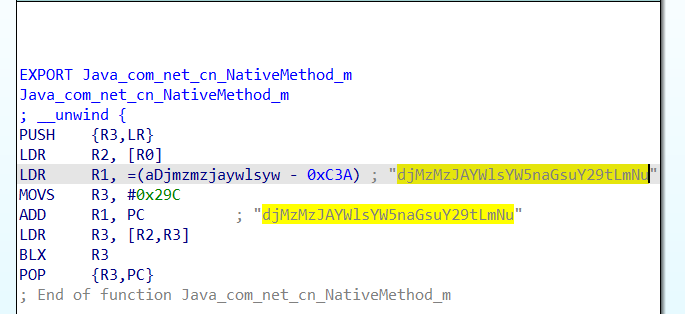 EXPORT Java_com_net_cn_NativeMethod_m
Java_com_net_cn_NativeMethod_m
; __unwind {
PUSH {R3,LR}
LDR R2, [R0]
LDR R1, =(aDjmzmzjaywlsyw - 0xC3A) ; "djMzMzJAYWlsYW5naGsuY29tLmNu"
MOVS R3, #0x29C
ADD R1, PC ; "djMzMzJAYWlsYW5naGsuY29tLmNu"
LDR R3, [R2,R3]
BLX R3
POP {R3,PC}
; End of function Java_com_net_cn_NativeMethod_m